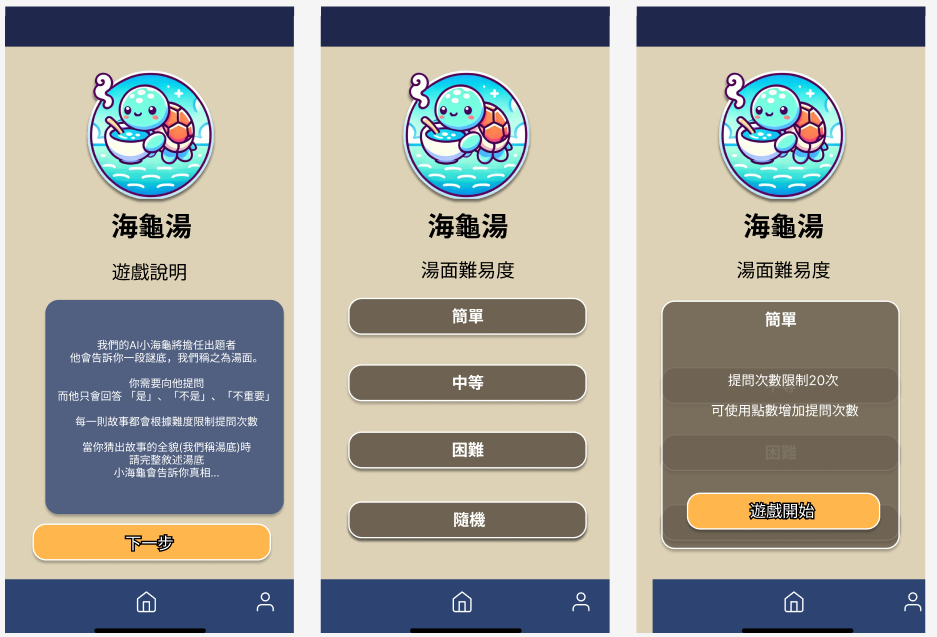 海龜湯
遊戲說明
我們的AI小海龜將擔任出題者
他會告訴你一段謎底，我們稱之為湯面。
你需要向他提問
而他只會回答 「是」、「不是」、「不重要」
每一則故事都會根據難度限制提問次數
當你猜出故事的全貌(我們稱湯底)時
請完整敘述湯底
小海龜會告訴你真相...
下一步
海龜湯
湯面難易度
簡單
中等
困難
隨機
海龜湯
湯面難易度
簡單
提問次數限制20次
可使用點數增加提問次數
困難
遊戲開始